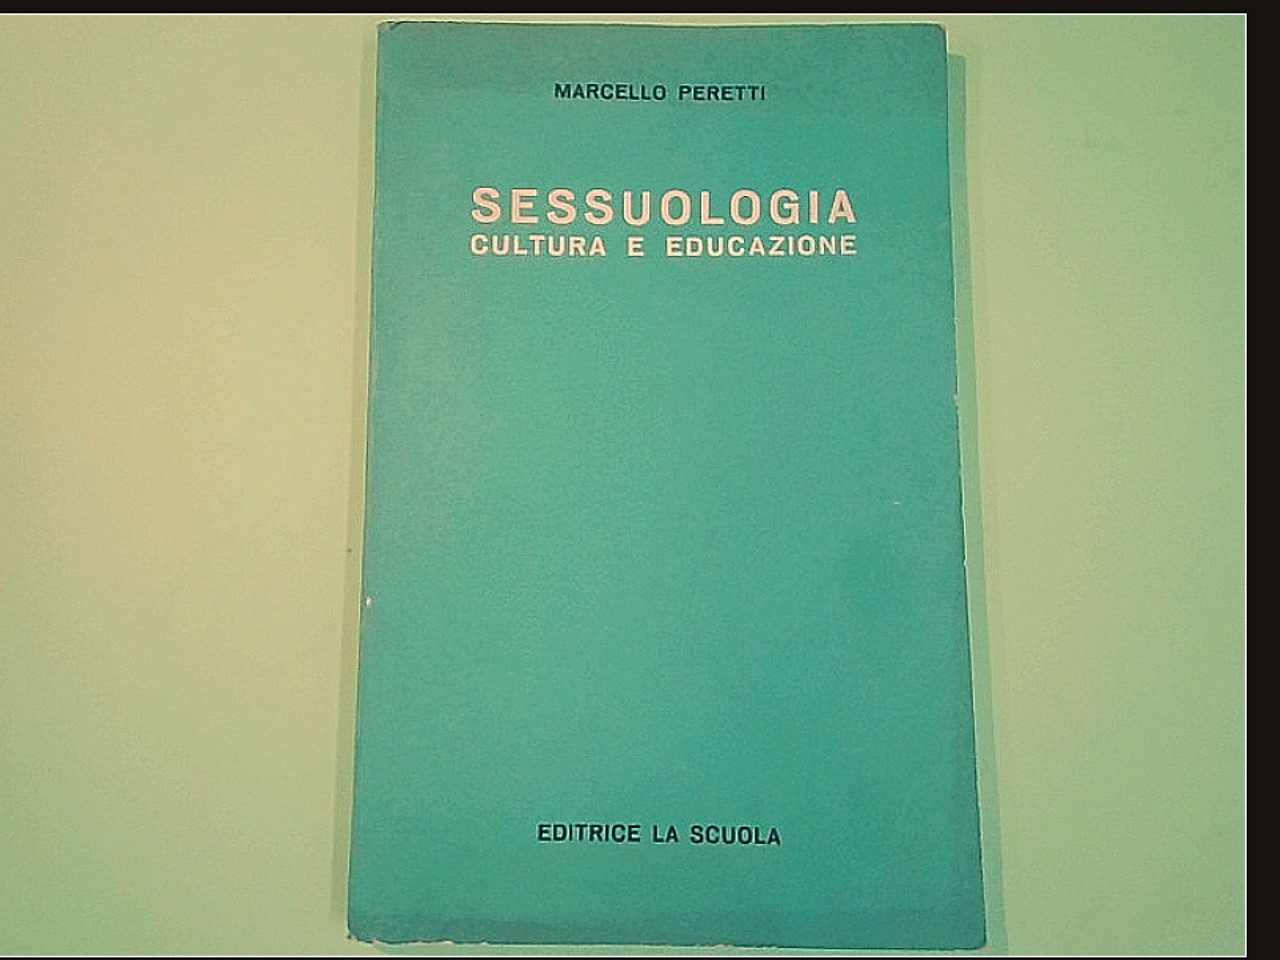 MARCELLO PERETTI
SESSUOLOGIA
CULTURA E EDUCAZIONE
EDITRICE LA SCUOLA